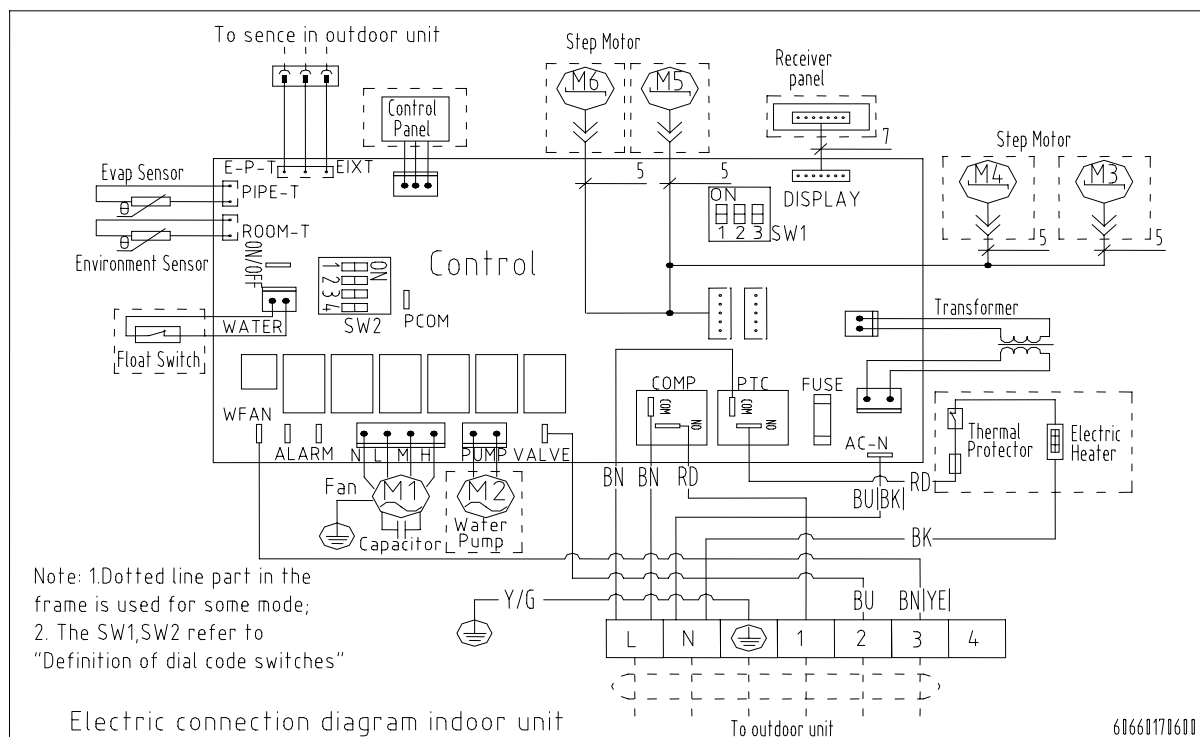 To sence in outdoor unit
Step Motor
M6
M5
Receiver
panel
Control
Panel
7
Step Motor
M4
M3
E-P-T
EIXT
Evap Sensor
PIPE-T
θ
5
5
DISPLAY
ON
1 2 3
SW1
ROOM-T
θ
Environment Sensor
ON/OFF
Control
5
5
ON
1
2
3
4
SW2
PCOM
WATER
Float Switch
Transformer
COMP
PTC
FUSE
COM
NO
COM
NO
WFAN
ALARM
N L M H
PUMP
VALVE
AC-N
Thermal
Protector
Electric
Heater
BN
BN
RD
BU(BK)
RD
Fan
M1
M2
Capacitor
Water
Pump
BK
Note: 1.Dotted line part in the
frame is used for some mode;
2. The SW1,SW2 refer to
"Definition of dial code switches"
Y/G
BU
BN(YE)
L
N
1
2
3
4
Electric connection diagram indoor unit
To outdoor unit
60660170600